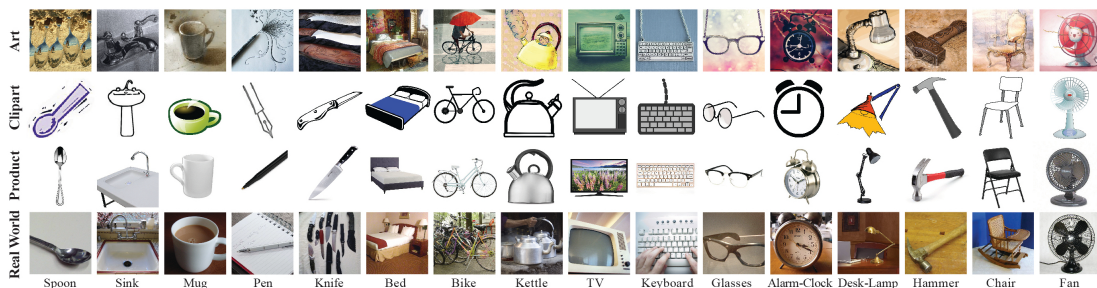 Art
Clipart
Product
Real World
Spoon Sink Mug Pen Knife Bed Bike Kettle TV Keyboard Glasses Alarm-Clock Desk-Lamp Hammer Chair Fan